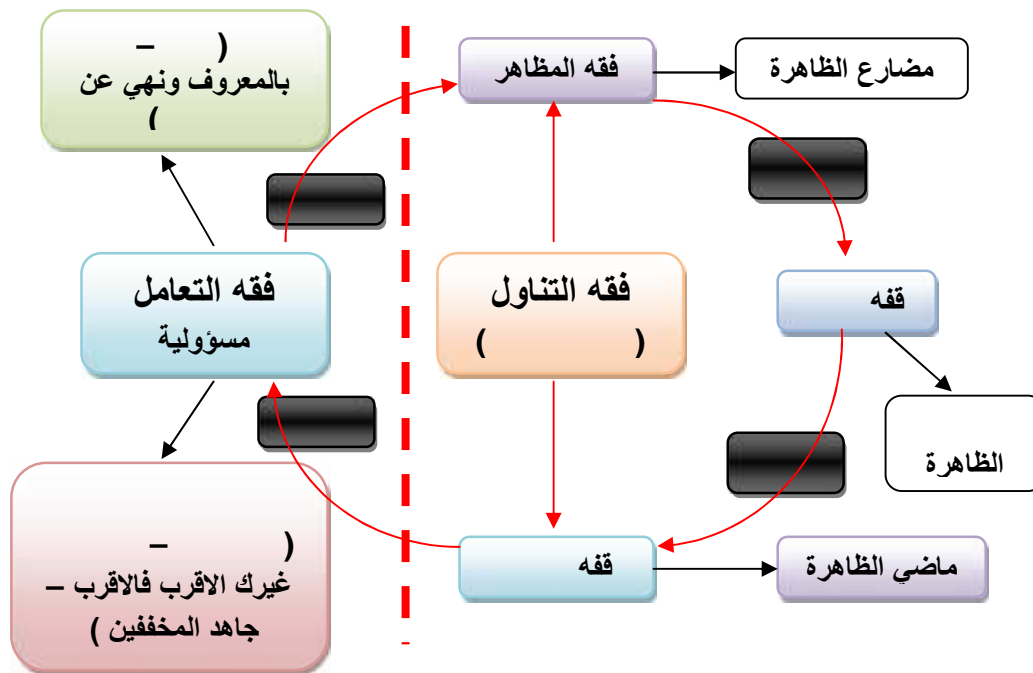 مضارع الظاهرة
فقه المظاهر
( –
بالمعروف ونهي عن
)
فقه التناول
( )
فقه التعامل
مسؤولية
قفه
الظاهرة
( –
غيرك الاقرب فالاقرب –
جاهد المخففين )
قفه
ماضي الظاهرة